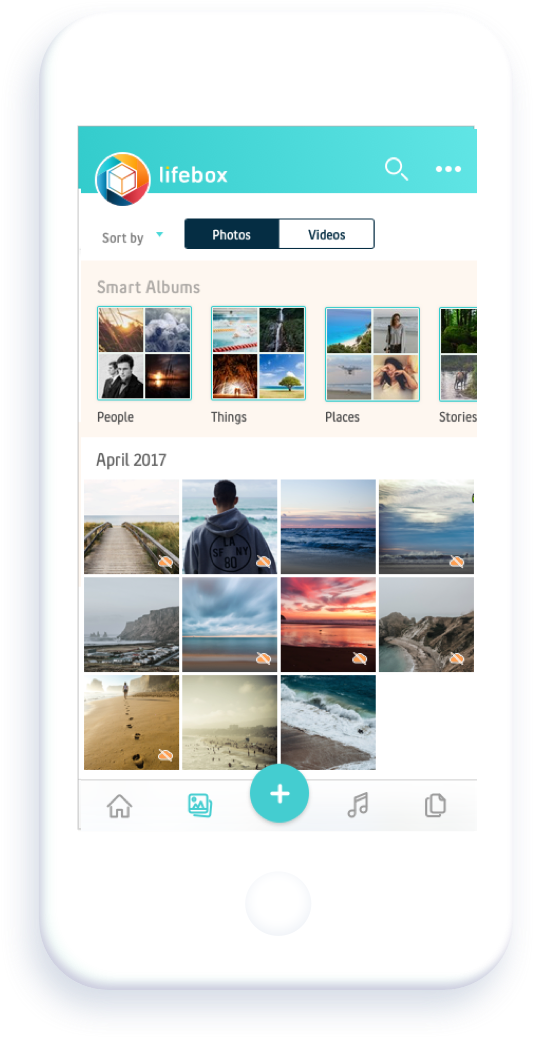 lifebox
Sort by
Photos
Videos
Smart Albums
People
Things
Places
Stories
April 2017
LA
SF NY
80